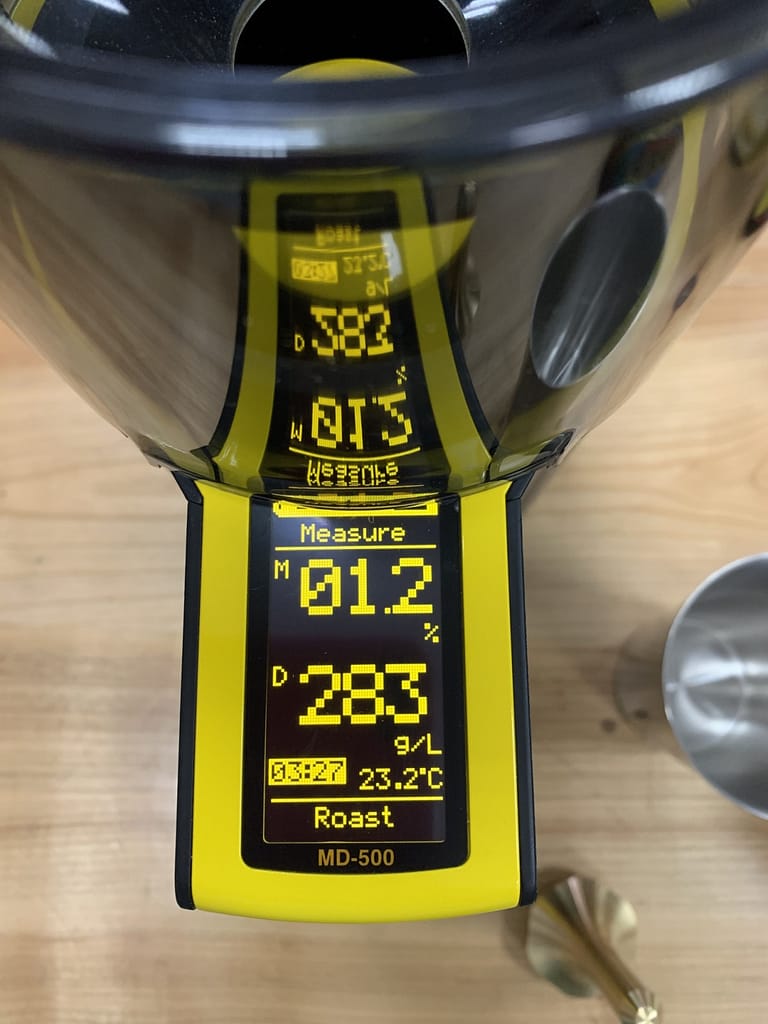 Measure
M 01.2
%
D 283
g/L
03:27 23.2°C
Roast
MD-500